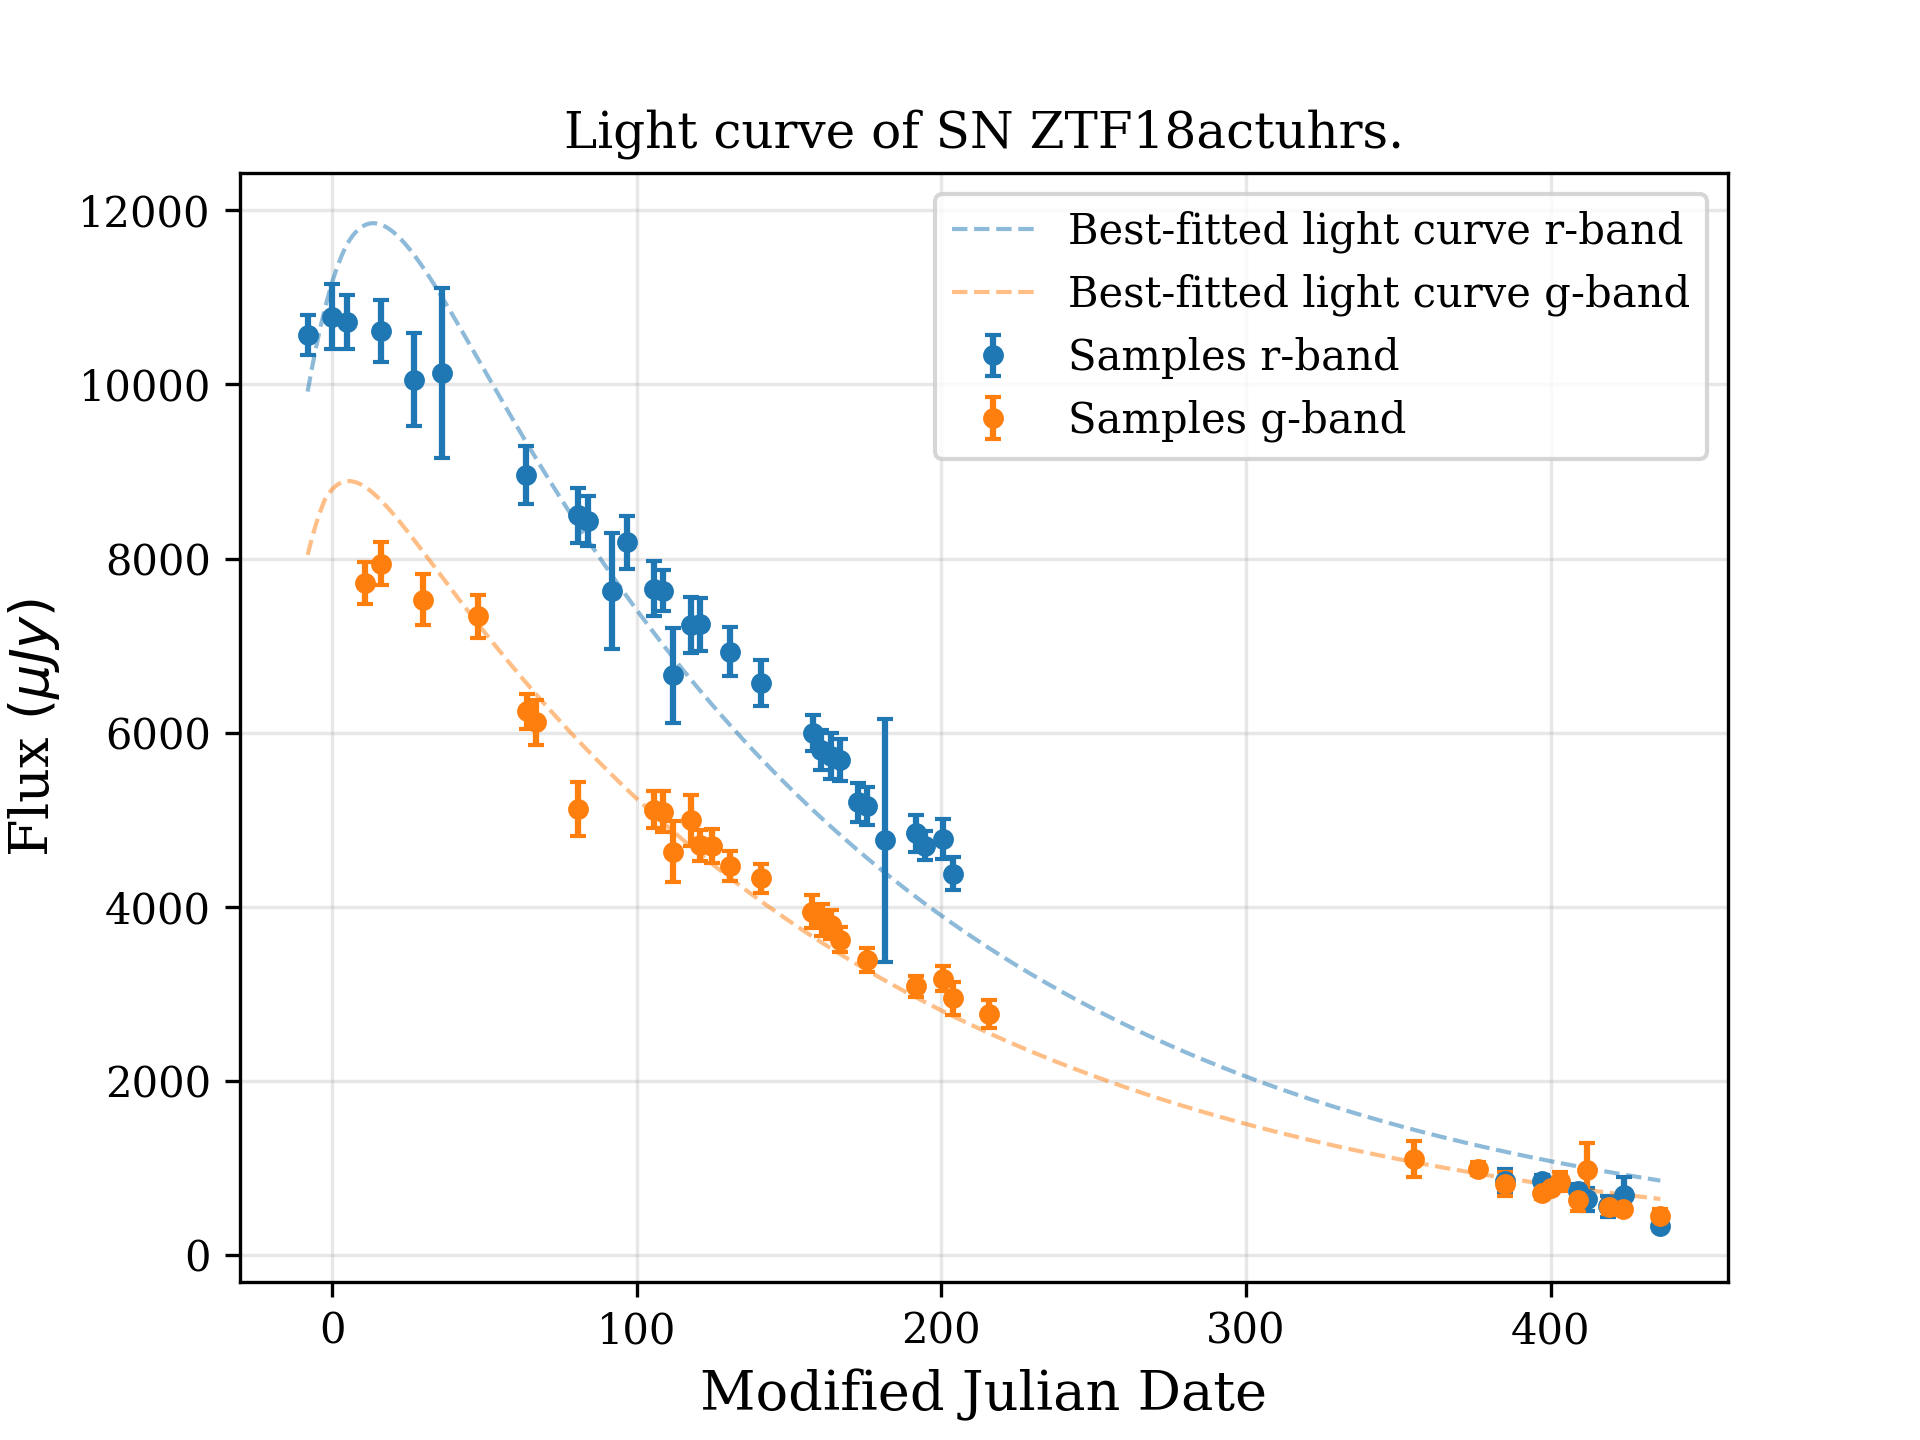 Light curve of SN ZTF18actuhrs.
12000
10000
8000
6000
4000
2000
0
Flux (μJy)
Best-fitted light curve r-band
Best-fitted light curve g-band
Samples r-band
Samples g-band
0 100 200 300 400
Modified Julian Date